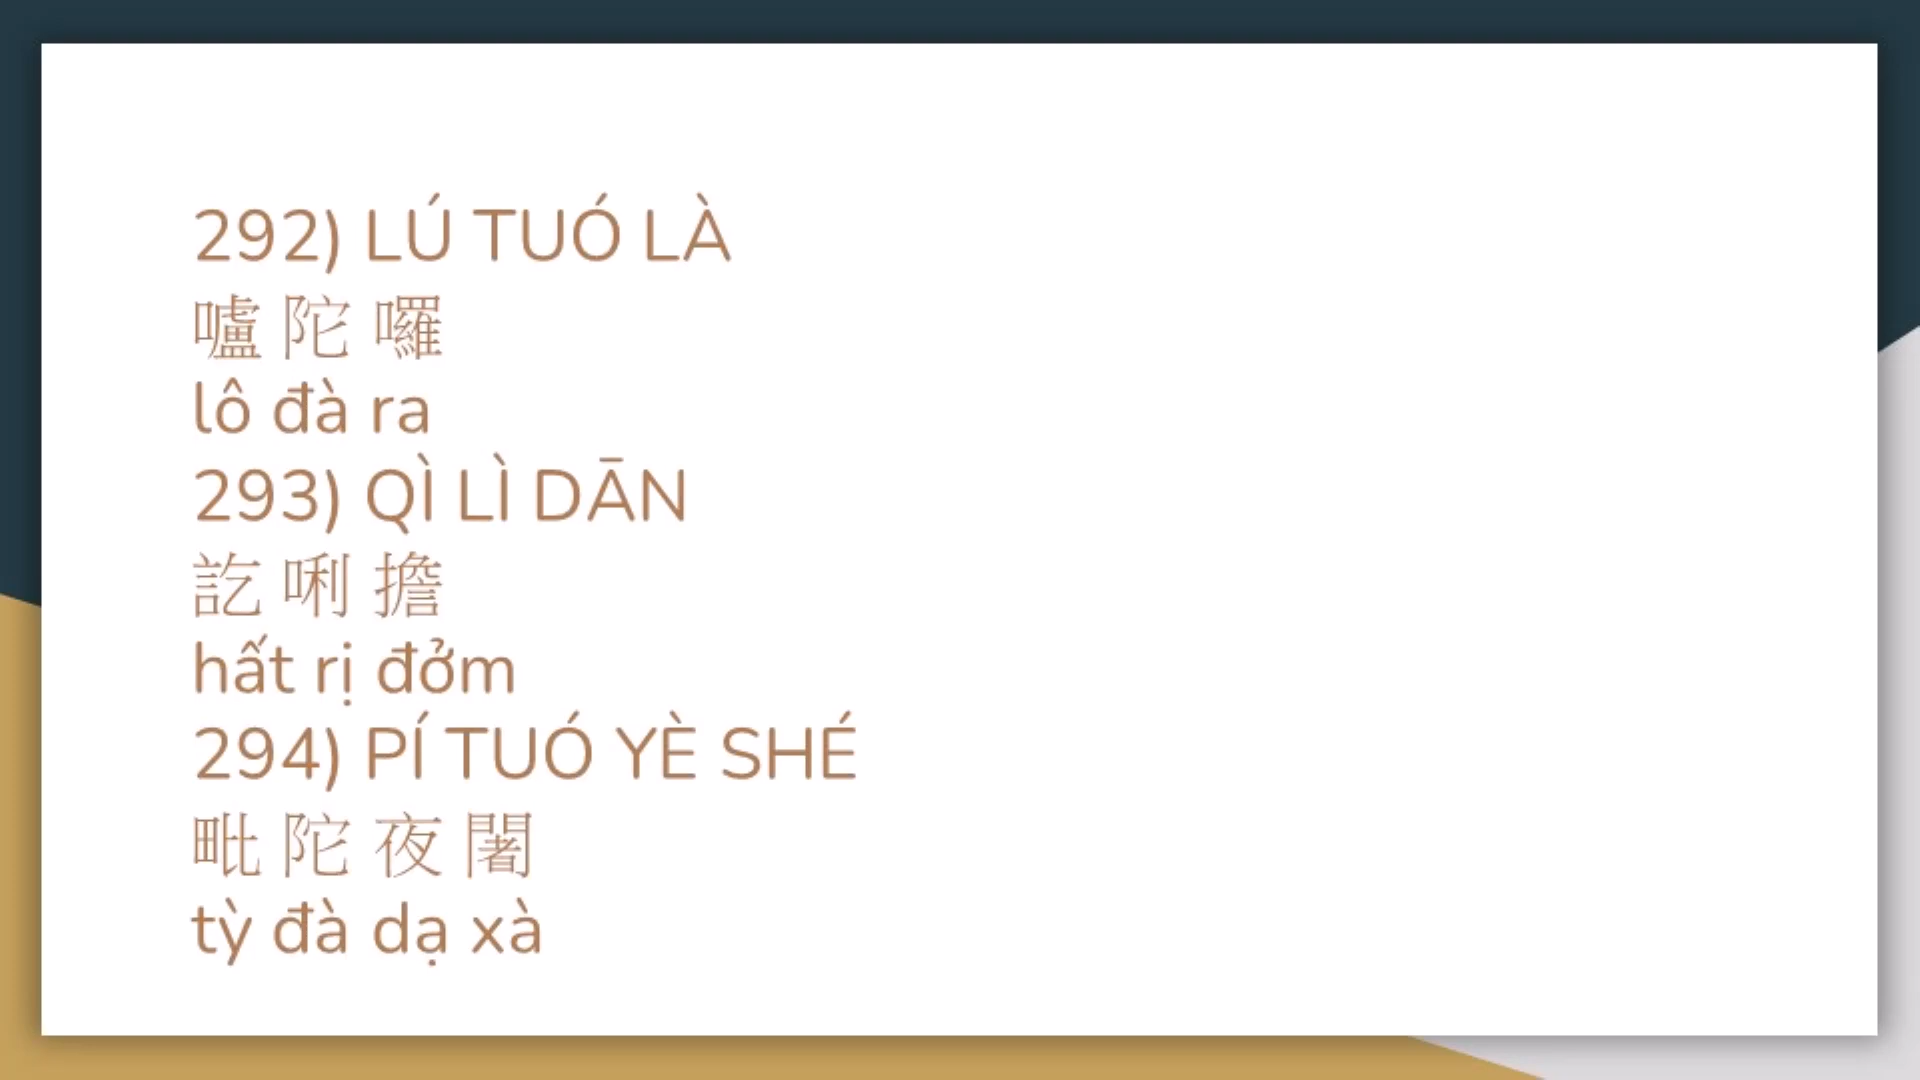 292) LÚ TUÓ LÀ
嚧 陀 囉
lô đà ra
293) QÌ LÌ DĀN
訖 唎 擔
hất rị đởm
294) PÍ TUÓ YÈ SHÉ
毗 陀 夜 闍
tỳ đà dạ xà